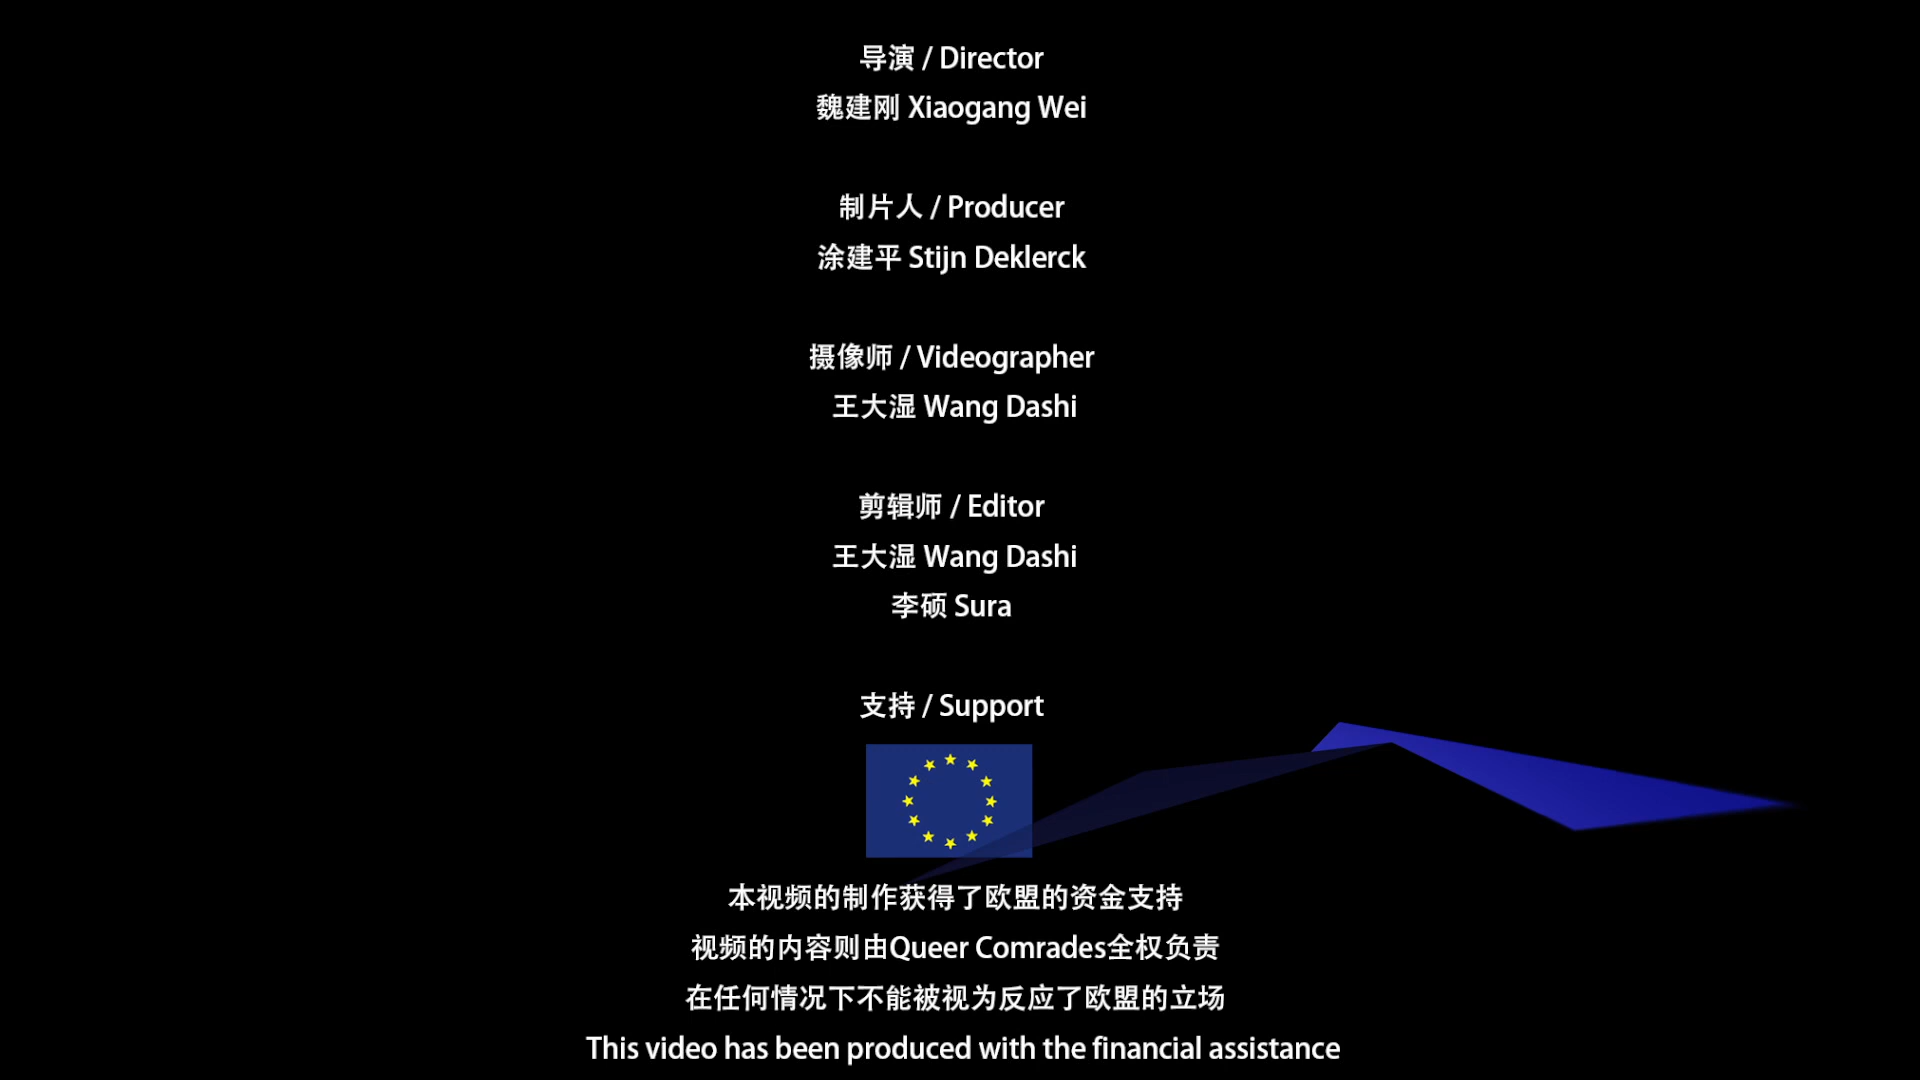 导演 / Director
魏建刚 Xiaogang Wei
制片人 / Producer
涂建平 Stijn Deklerck
摄像师 / Videographer
王大湿 Wang Dashi
剪辑师 / Editor
王大湿 Wang Dashi
李硕 Sura
支持 / Support
本视频的制作获得了欧盟的资金支持
视频的内容则由Queer Comrades全权负责
在任何情况下不能被视为反应了欧盟的立场
This video has been produced with the financial assistance